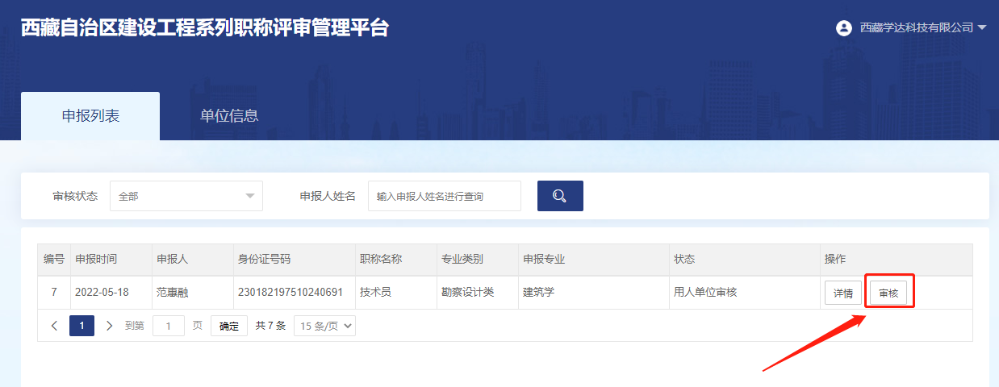 西藏自治区建设工程系列职称评审管理平台
西藏学达科技有限公司
申报列表 单位信息
审核状态 全部 申报人姓名 输入申报人姓名进行查询
编号 申报时间 申报人 身份证号码 职称名称 专业类别 申报专业 状态 操作
7 2022-05-18 范惠融 230182197510240691 技术员 勘察设计类 建筑学 用人单位审核 详情 审核
1 到第 1 页 确定 共 7 条 15 条/页